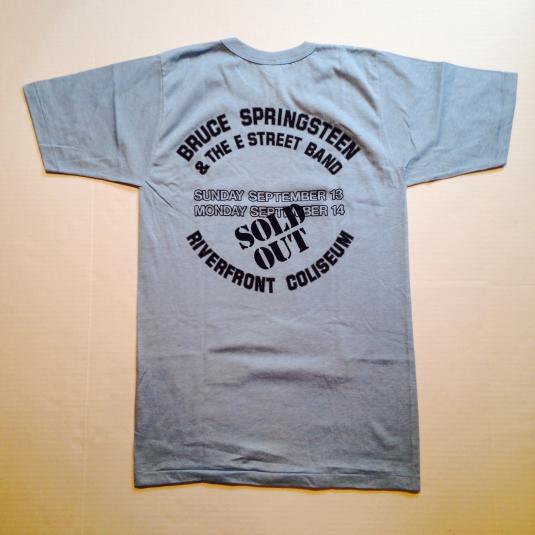 BRUCE SPRINGSTEEN
& THE E STREET BAND
SUNDAY SEPTEMBER 13
MONDAY SEPTEMBER 14
SOLD
OUT
RIVERFRONT COLISEUM